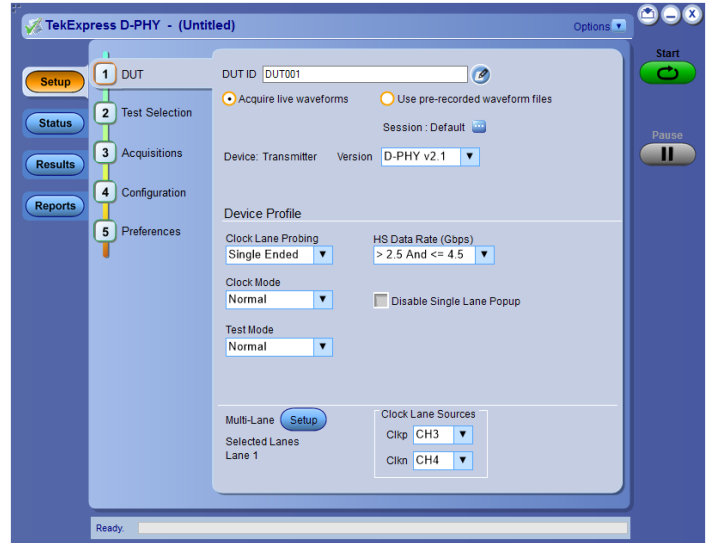 TekExpress D-PHY - (Untitled)
Options
Start
Pause
Setup
Status
Results
Reports
1 DUT
2 Test Selection
3 Acquisitions
4 Configuration
5 Preferences
DUT ID DUT001
Acquire live waveforms Use pre-recorded waveform files
Session : Default
Device: Transmitter Version D-PHY v2.1
Device Profile
Clock Lane Probing HS Data Rate (Gbps)
Single Ended > 2.5 And <= 4.5
Clock Mode
Normal Disable Single Lane Popup
Test Mode
Normal
Multi-Lane Setup
Selected Lanes
Lane 1
Clock Lane Sources
Clkp CH3
Clkn CH4
Ready.